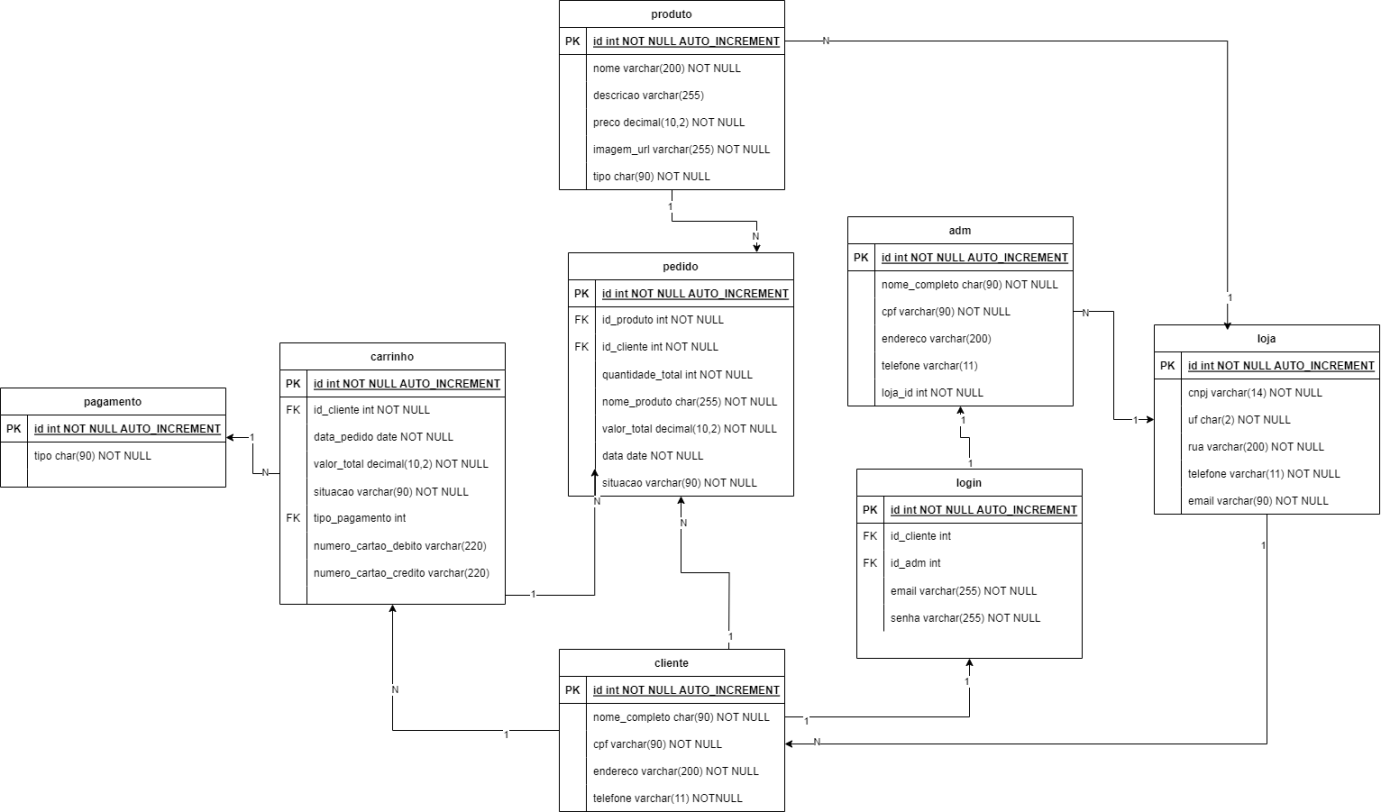 produto
PK id int NOT NULL AUTO_INCREMENT
nome varchar(200) NOT NULL
descricao varchar(255)
preco decimal(10,2) NOT NULL
imagem_url varchar(255) NOT NULL
tipo char(90) NOT NULL
N
1
1
N
pedido
PK id int NOT NULL AUTO_INCREMENT
FK id_produto int NOT NULL
FK id_cliente int NOT NULL
quantidade_total int NOT NULL
nome_produto char(255) NOT NULL
valor_total decimal(10,2) NOT NULL
data date NOT NULL
situacao varchar(90) NOT NULL
adm
PK id int NOT NULL AUTO_INCREMENT
nome_completo char(90) NOT NULL
cpf varchar(90) NOT NULL
endereco varchar(200)
telefone varchar(11)
loja_id int NOT NULL
N
1
loja
PK id int NOT NULL AUTO_INCREMENT
cnpj varchar(14) NOT NULL
uf char(2) NOT NULL
rua varchar(200) NOT NULL
telefone varchar(11) NOT NULL
email varchar(90) NOT NULL
carrinho
PK id int NOT NULL AUTO_INCREMENT
FK id_cliente int NOT NULL
data_pedido date NOT NULL
valor_total decimal(10,2) NOT NULL
situacao varchar(90) NOT NULL
FK tipo_pagamento int
numero_cartao_debito varchar(220)
numero_cartao_credito varchar(220)
pagamento
PK id int NOT NULL AUTO_INCREMENT
tipo char(90) NOT NULL
1
N
1
1
login
PK id int NOT NULL AUTO_INCREMENT
FK id_cliente int
FK id_adm int
email varchar(255) NOT NULL
senha varchar(255) NOT NULL
N
1
N
1
1
N
1
1
1
N
cliente
PK id int NOT NULL AUTO_INCREMENT
nome_completo char(90) NOT NULL
cpf varchar(90) NOT NULL
endereco varchar(200) NOT NULL
telefone varchar(11) NOTNULL